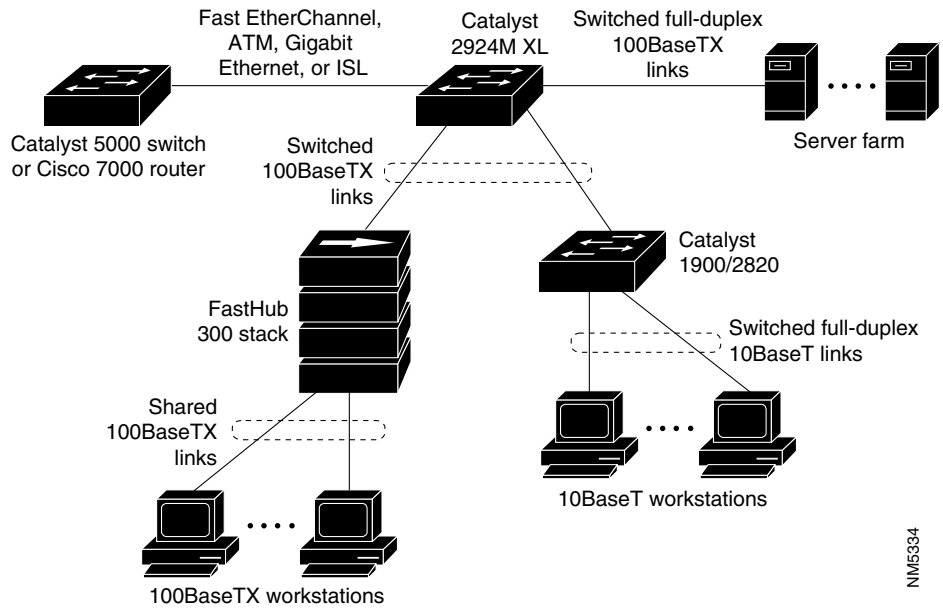 Fast EtherChannel,
ATM, Gigabit
Ethernet, or ISL
Catalyst
2924M XL
Switched full-duplex
100BaseTX
links
Catalyst 5000 switch
or Cisco 7000 router
Server farm
Switched
100BaseTX
links
Catalyst
1900/2820
FastHub
300 stack
Switched full-duplex
10BaseT links
Shared
100BaseTX
links
10BaseT workstations
100BaseTX workstations
NM5334